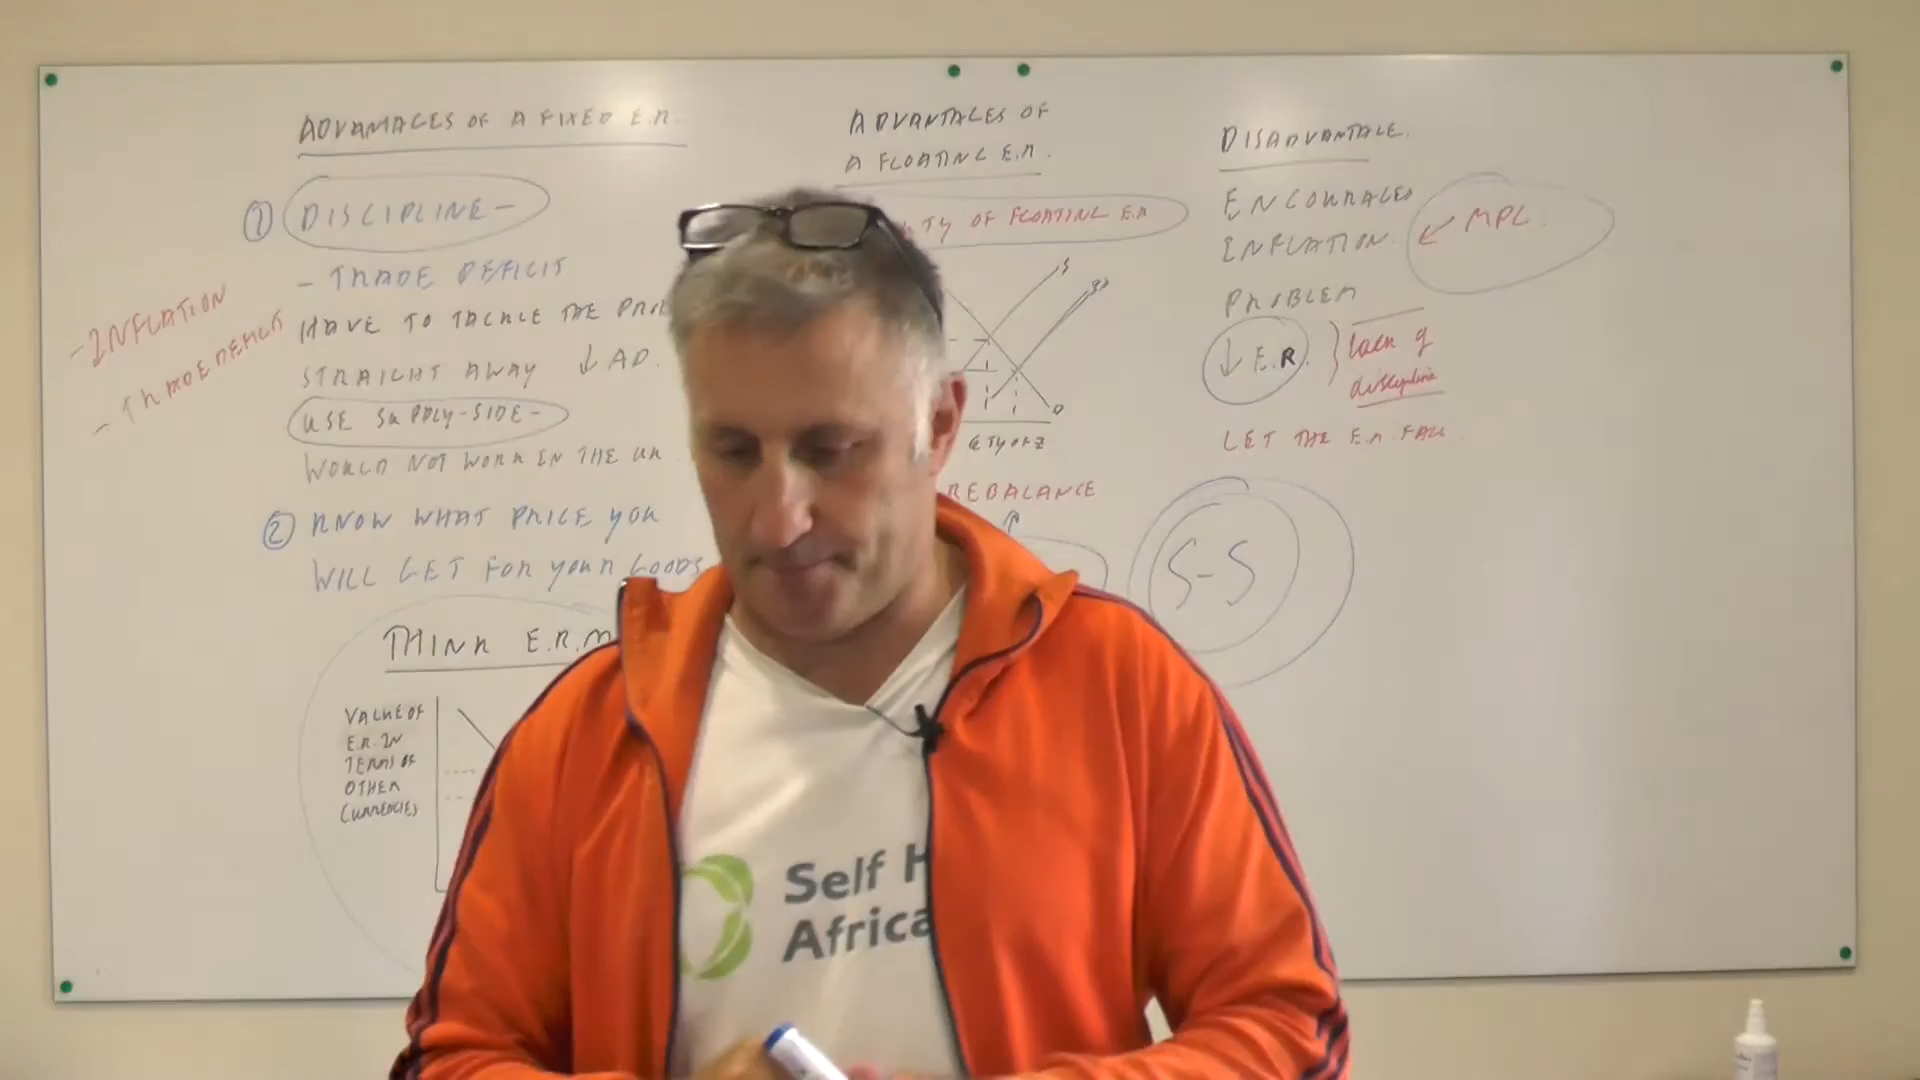 ADVANTAGES OF A FIXED E.R.
① DISCIPLINE -
- TRADE DEFICIT
HAVE TO TACKLE THE
STRAIGHT AWAY ↓ AD.
USE SUPPLY-SIDE -
WOULD NOT WORK IN THE UK
② KNOW WHAT PRICE YOU
WILL GET FOR YOUR GOODS
THINK E.R.M
VALUE OF
E.R. IN
TERMS OF
OTHER
CURRENCIES
- INFLATION
- TRADE DEFICIT
ADVANTAGES OF
A FLOATING E.R.
TY OF FLOATING E.R
S
D
REBALANCE
DISADVANTAGE.
ENCOURAGES
INFLATION
PROBLEM
↓ E.R.
lack of
discipline
LET THE E.R. FALL.
MPC.
S-S
Self H
Africa